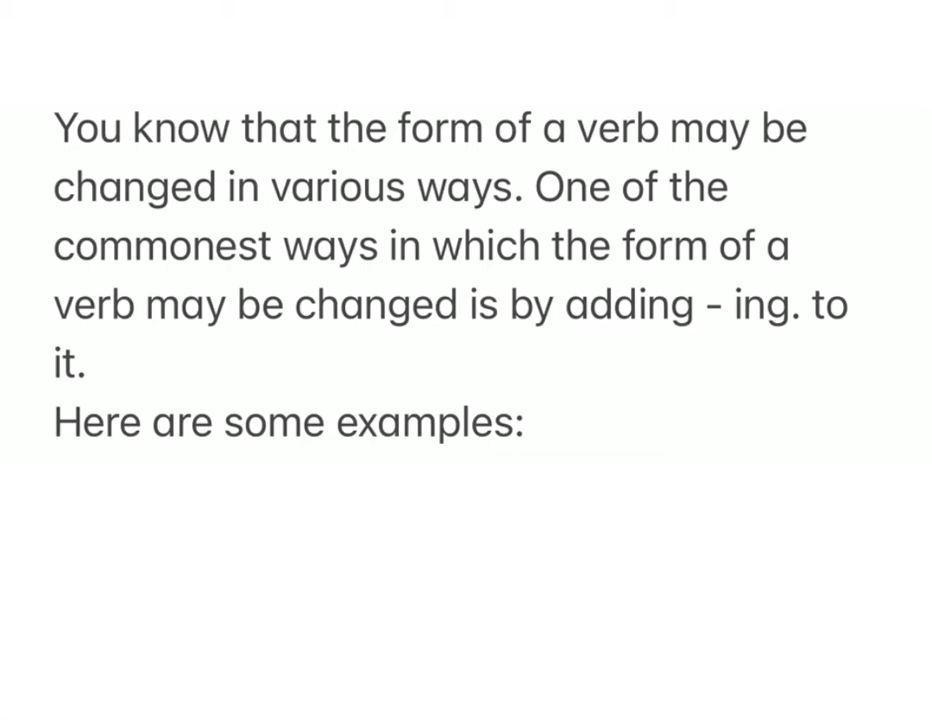 You know that the form of a verb may be
changed in various ways. One of the
commonest ways in which the form of a
verb may be changed is by adding - ing. to
it.
Here are some examples: